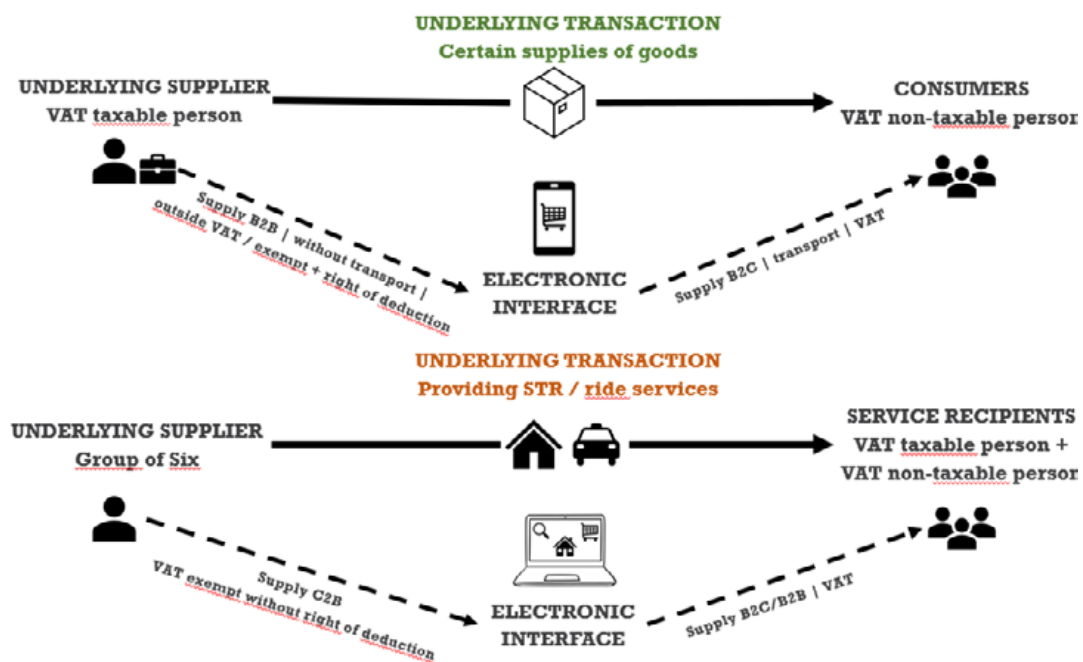 UNDERLYING TRANSACTION
Certain supplies of goods
UNDERLYING SUPPLIER
VAT taxable person
CONSUMERS
VAT non-taxable person
Supply B2B | without transport |
outside VAT / exempt + right of deduction
ELECTRONIC
INTERFACE
Supply B2C | transport | VAT
UNDERLYING TRANSACTION
Providing STR / ride services
UNDERLYING SUPPLIER
Group of Six
SERVICE RECIPIENTS
VAT taxable person +
VAT non-taxable person
Supply C2B
VAT exempt without right of deduction
ELECTRONIC
INTERFACE
Supply B2C/B2B | VAT